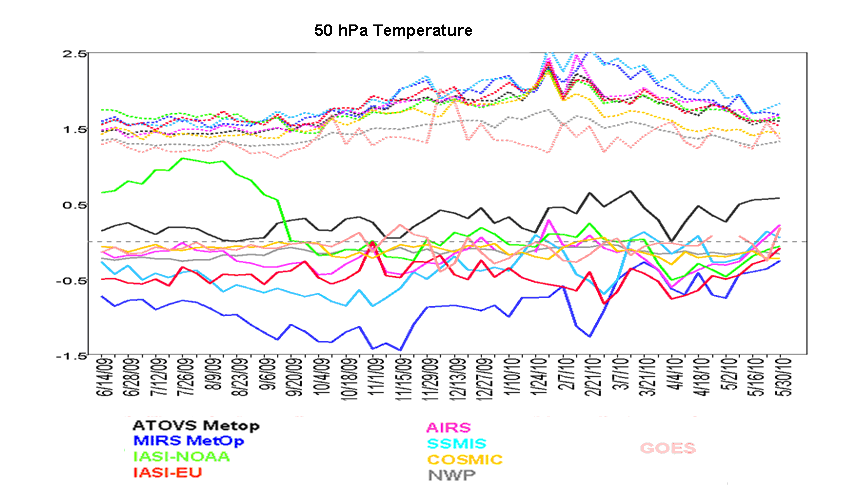 50 hPa Temperature
2.5
1.5
0.5
-0.5
-1.5
6/14/09 6/28/09 7/12/09 7/26/09 8/9/09 8/23/09 9/6/09 9/20/09 10/4/09 10/18/09 11/1/09 11/15/09 11/29/09 12/13/09 12/27/09 1/10/10 1/24/10 2/7/10 2/21/10 3/7/10 3/21/10 4/4/10 4/18/10 5/2/10 5/16/10 5/30/10
ATOVS Metop
MIRS MetOp
IASI-NOAA
IASI-EU
AIRS
SSMIS
COSMIC
NWP
GOES